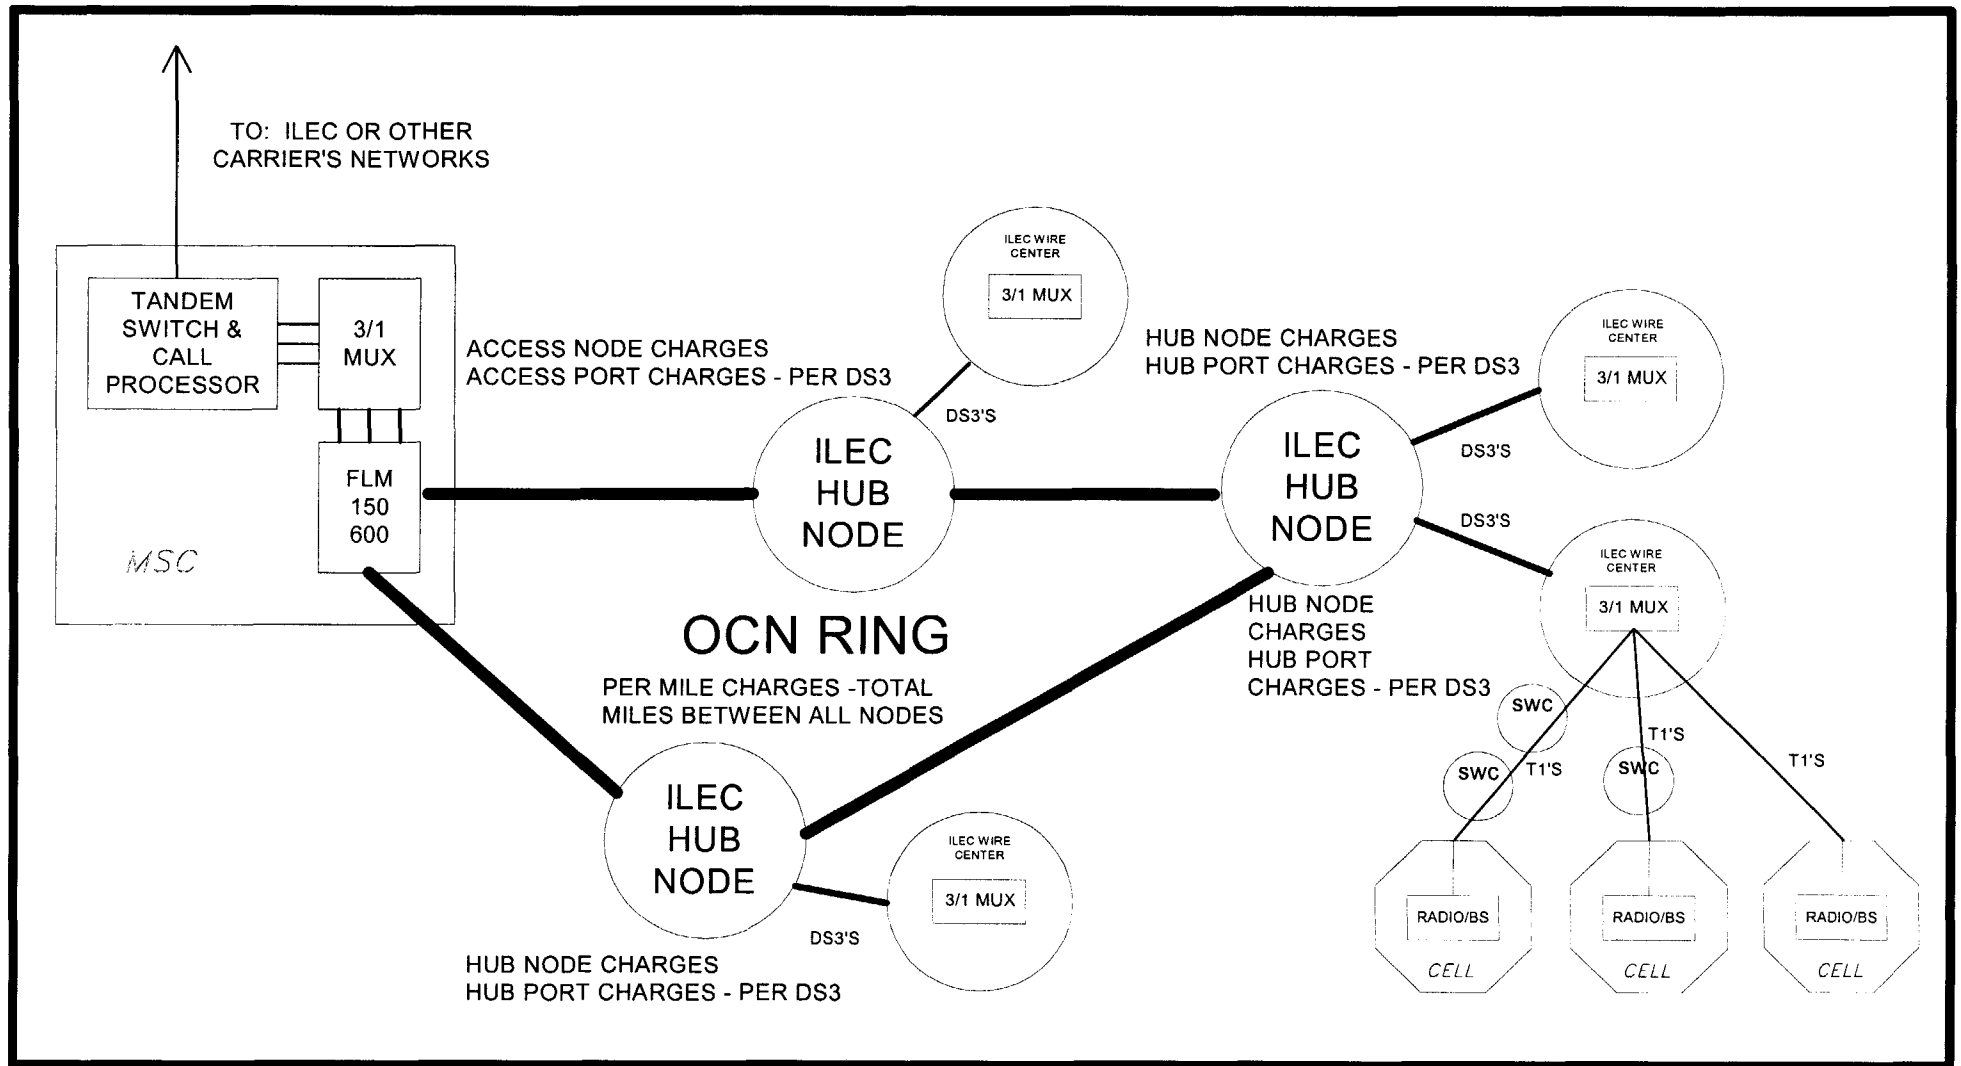 TO: ILEC OR OTHER
CARRIER'S NETWORKS
TANDEM
SWITCH &
CALL
PROCESSOR
3/1
MUX
FLM
150
600
MSC
ACCESS NODE CHARGES
ACCESS PORT CHARGES - PER DS3
ILEC WIRE
CENTER
3/1 MUX
DS3'S
ILEC
HUB
NODE
HUB NODE CHARGES
HUB PORT CHARGES - PER DS3
ILEC
HUB
NODE
DS3'S
ILEC WIRE
CENTER
3/1 MUX
DS3'S
ILEC WIRE
CENTER
3/1 MUX
HUB NODE
CHARGES
HUB PORT
CHARGES - PER DS3
OCN RING
PER MILE CHARGES -TOTAL
MILES BETWEEN ALL NODES
ILEC
HUB
NODE
DS3'S
ILEC WIRE
CENTER
3/1 MUX
HUB NODE CHARGES
HUB PORT CHARGES - PER DS3
SWC
SWC
T1'S
T1'S
SWC
T1'S
RADIO/BS
CELL
RADIO/BS
CELL
RADIO/BS
CELL